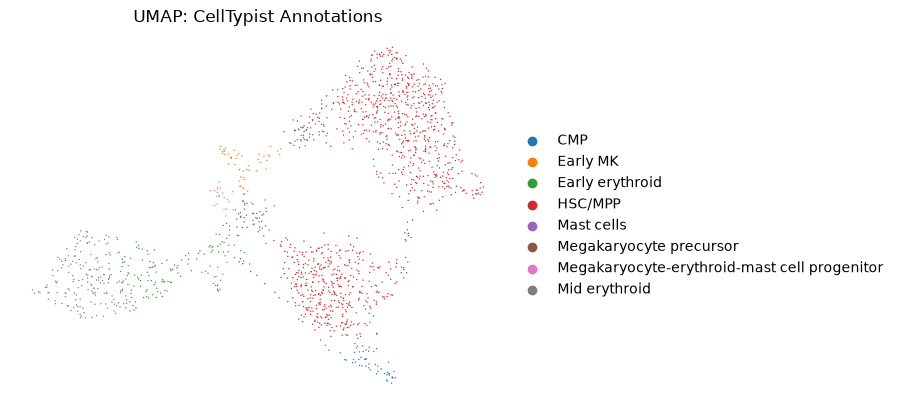 UMAP: CellTypist Annotations
CMP
Early MK
Early erythroid
HSC/MPP
Mast cells
Megakaryocyte precursor
Megakaryocyte-erythroid-mast cell progenitor
Mid erythroid